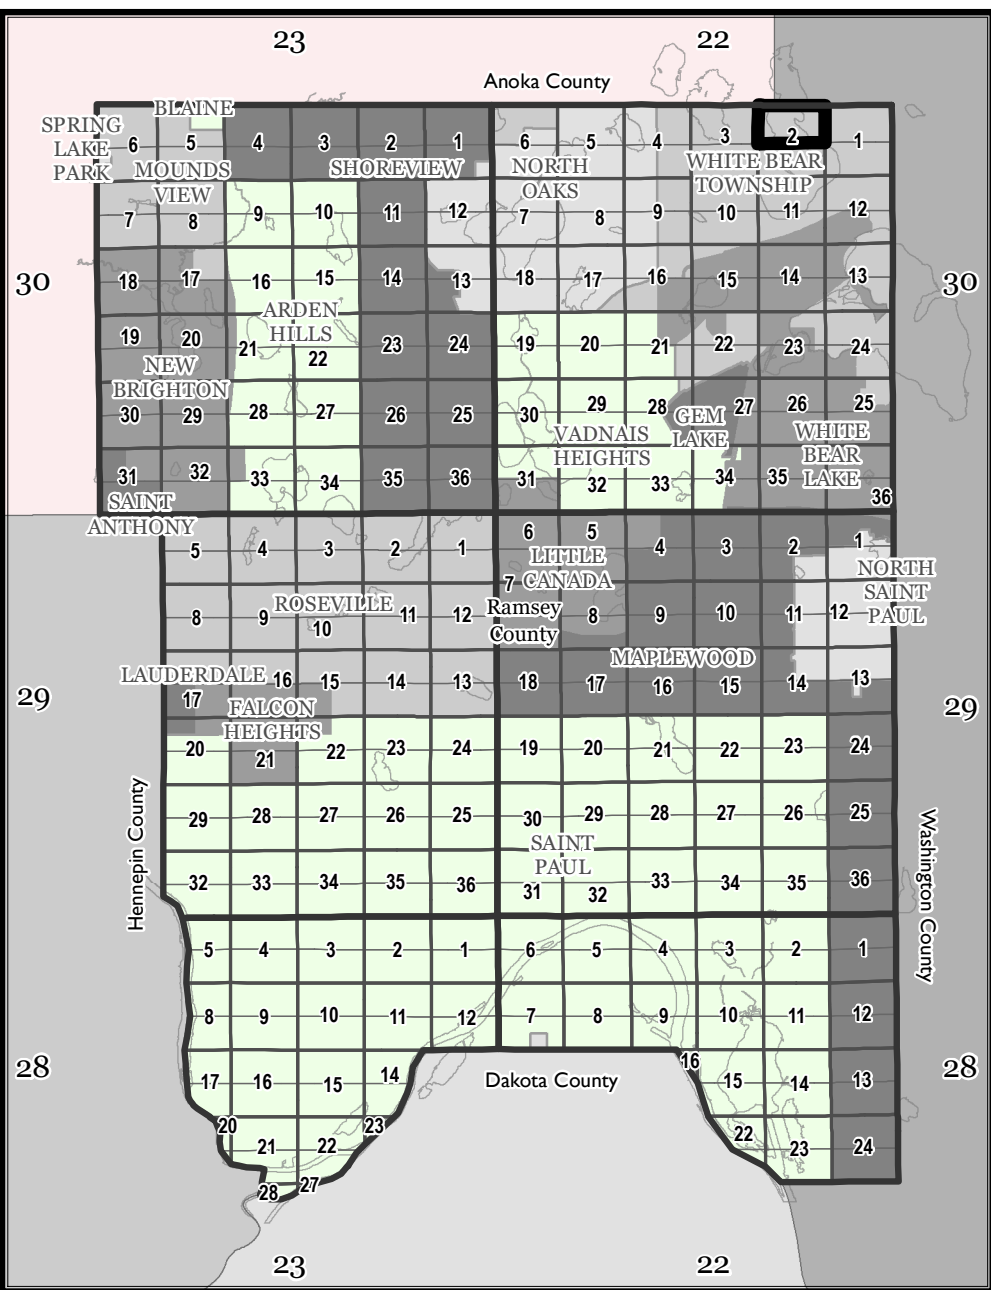 23 22
Anoka County
BLAINE
SPRING
LAKE
PARK
6 5 4 3 2 1 6 5 4 3 2 1
MOUNDS
VIEW
SHOREVIEW
NORTH
OAKS
WHITE BEAR
TOWNSHIP
7 8 9 10 11 12 7 8 9 10 11 12
30 18 17 16 15 14 13 18 17 16 15 14 13 30
ARDEN
HILLS
19 20 21 22 23 24 19 20 21 22 23 24
NEW
BRIGHTON
30 29 28 27 26 25 30 29 28 27 26 25
GEM
LAKE
VADNAIS
HEIGHTS
WHITE
BEAR
LAKE
31 32 33 34 35 36 31 32 33 34 35 36
SAINT
ANTHONY
5 4 3 2 1 6 5 4 3 2 1
LITTLE
CANADA
NORTH
SAINT
PAUL
8 9 10 11 12 7 8 9 10 11 12
ROSEVILLE
Ramsey
County
MAPLEWOOD
LAUDERDALE
29 17 16 15 14 13 18 17 16 15 14 13 29
FALCON
HEIGHTS
20 21 22 23 24 19 20 21 22 23 24
Hennepin County
Washington County
29 28 27 26 25 30 29 28 27 26 25
SAINT
PAUL
32 33 34 35 36 31 32 33 34 35 36
5 4 3 2 1 6 5 4 3 2 1
8 9 10 11 12 7 8 9 10 11 12
28 17 16 15 14 16 15 14 13 28
Dakota County
20 21 22 23 22 23 24
28 27
23 22